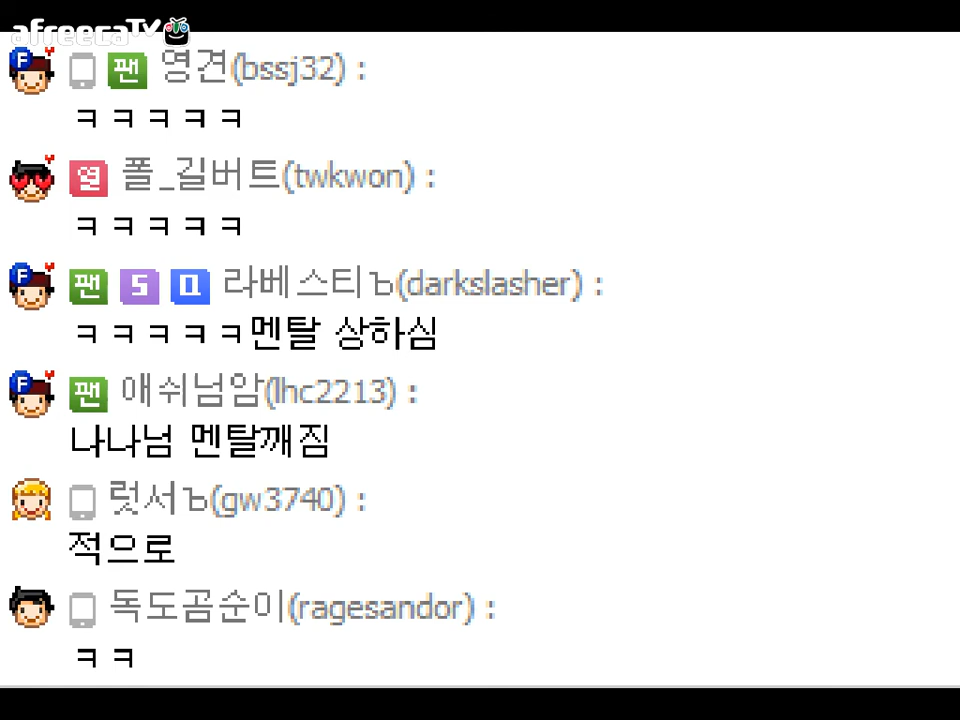 afreecaTV
F 팬 영견(bssj32) :
ㅋㅋㅋㅋㅋ
열 폴_길버트(twkwon) :
ㅋㅋㅋㅋㅋ
F 팬 S Q 라베스티ъ(darkslasher) :
ㅋㅋㅋㅋㅋ멘탈 상하심
F 팬 애쉬님암(lhc2213) :
나나넘 멘탈깨짐
럿서ъ(gw3740) :
적으로
독도곰순이(ragesandor) :
ㅋㅋ